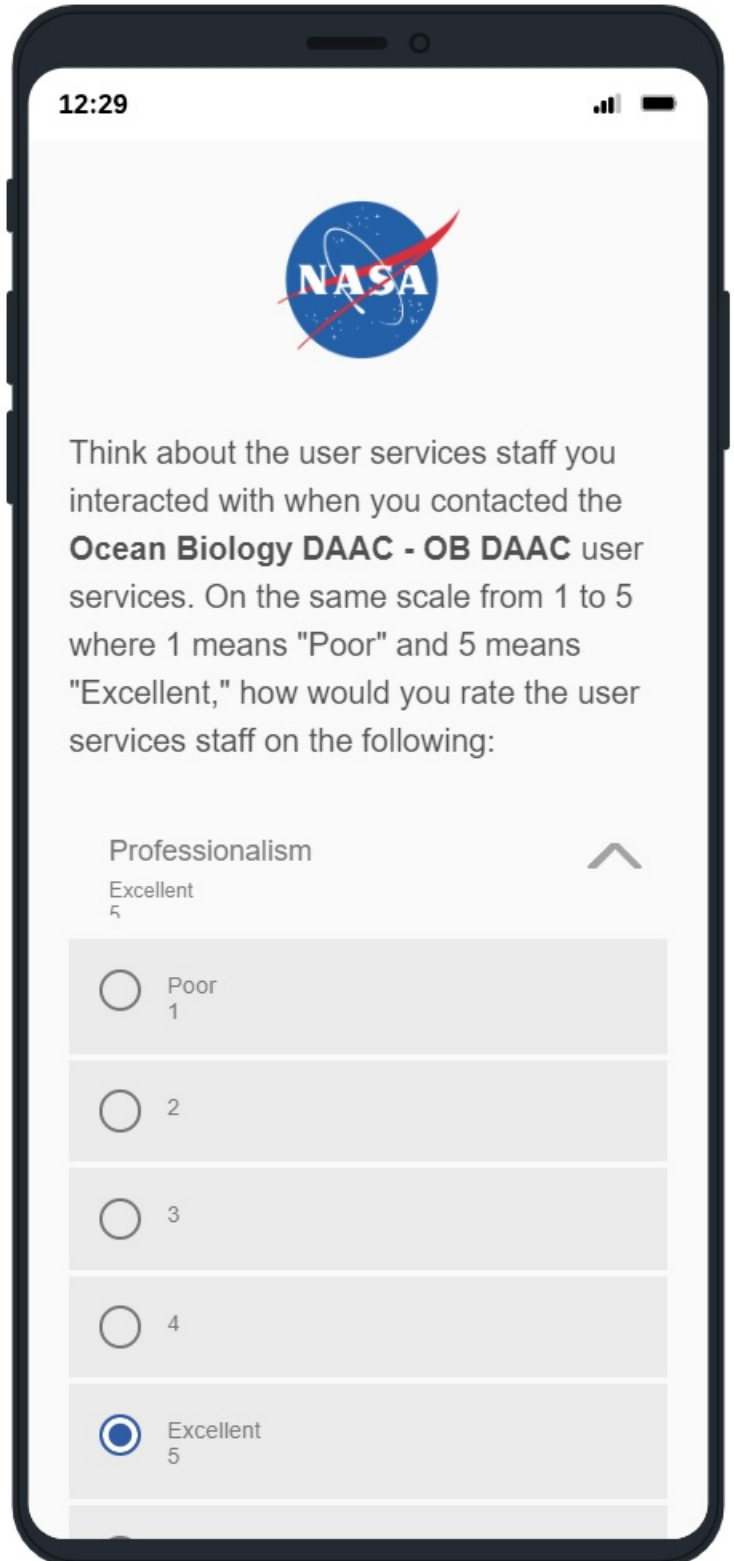 12:29
NASA
Think about the user services staff you
interacted with when you contacted the
Ocean Biology DAAC - OB DAAC user
services. On the same scale from 1 to 5
where 1 means "Poor" and 5 means
"Excellent," how would you rate the user
services staff on the following:
Professionalism
Excellent
5
Poor
1
2
3
4
Excellent
5